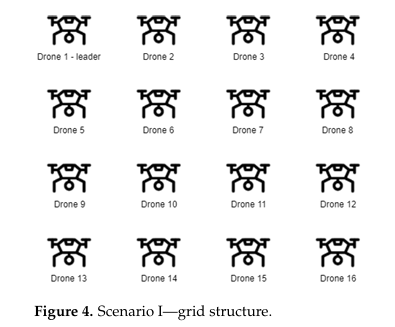 Drone 1 - leader Drone 2 Drone 3 Drone 4
Drone 5 Drone 6 Drone 7 Drone 8
Drone 9 Drone 10 Drone 11 Drone 12
Drone 13 Drone 14 Drone 15 Drone 16
Figure 4. Scenario I—grid structure.